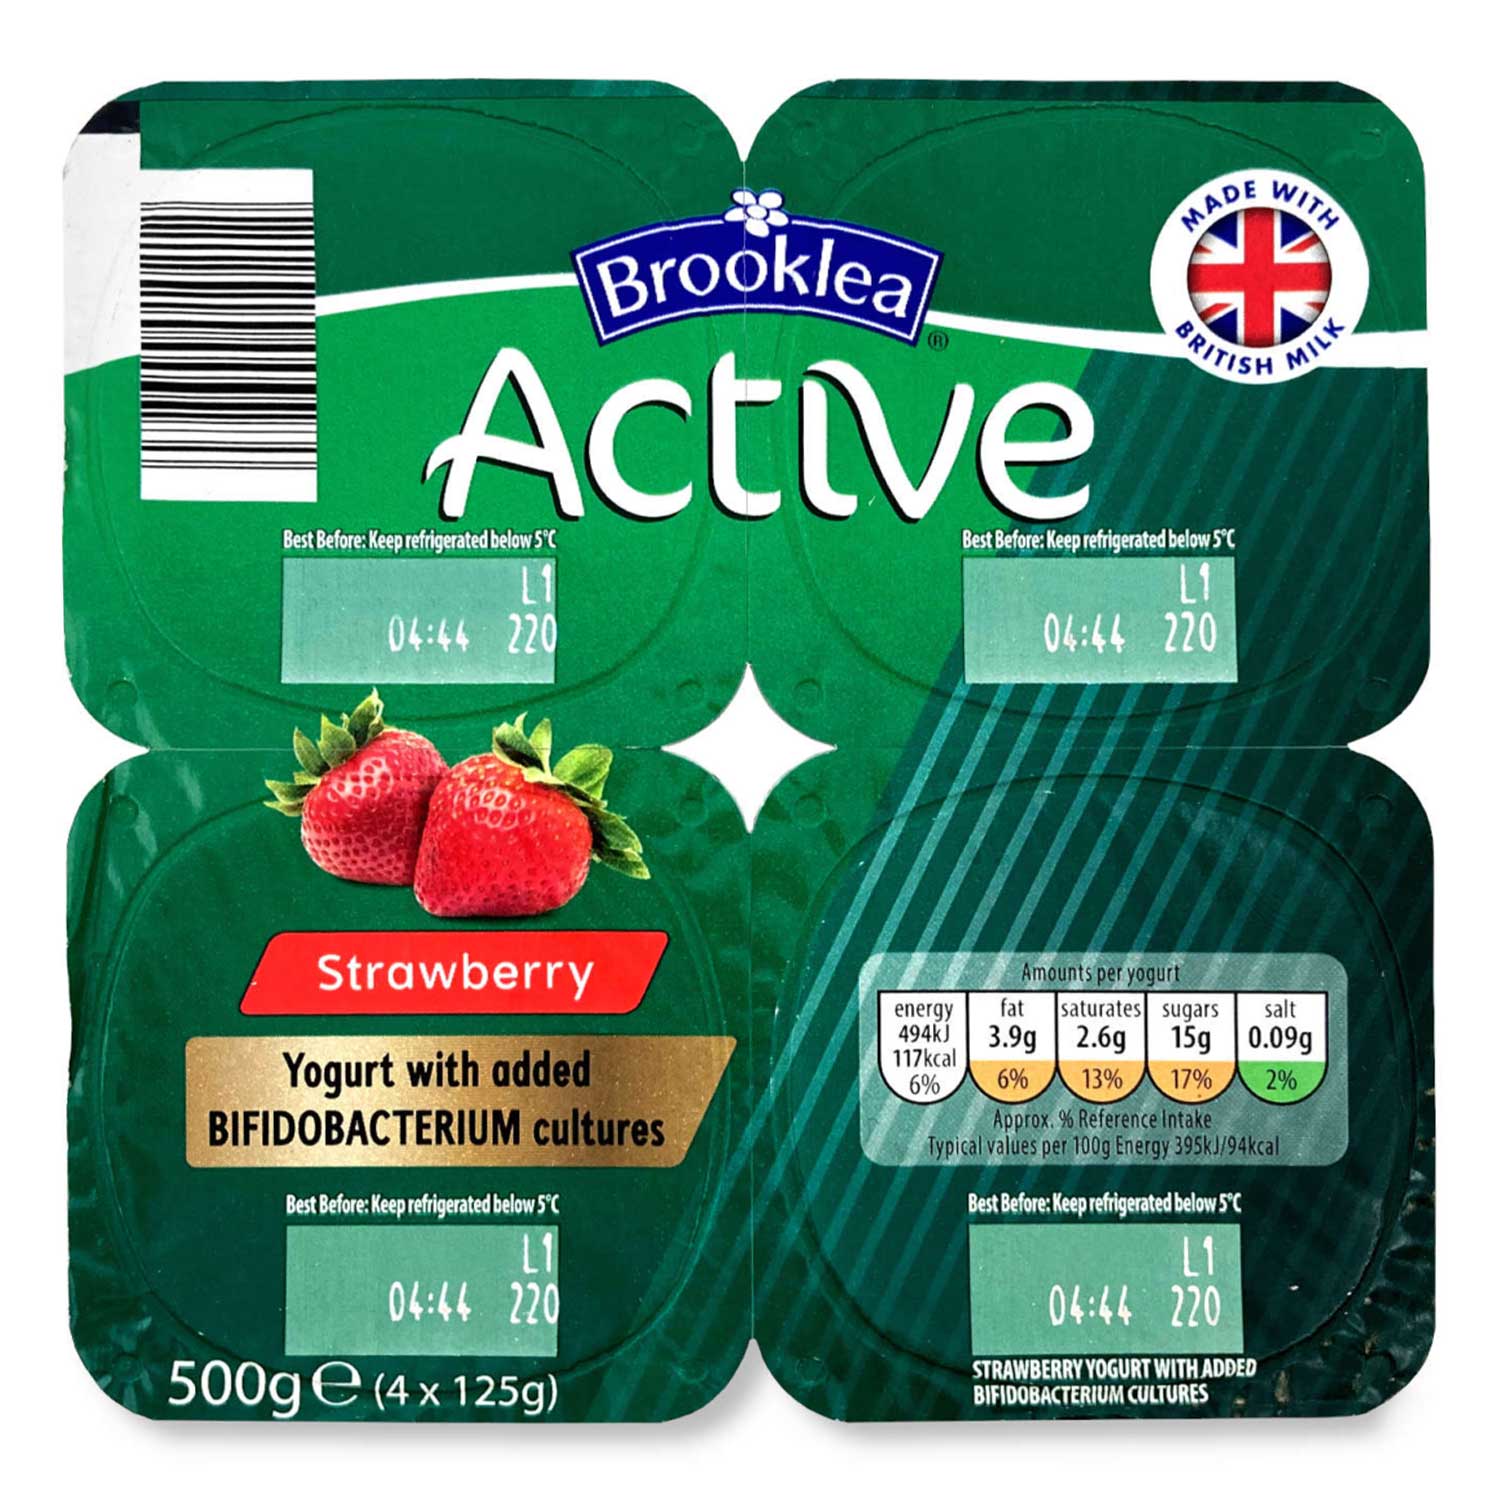 MADE WITH
BRITISH MILK
Brooklea
®
Active
Best Before: Keep refrigerated below 5°C
L1
04:44 220
Best Before: Keep refrigerated below 5°C
L1
04:44 220
Strawberry
Yogurt with added
BIFIDOBACTERIUM cultures
Amounts per yogurt
energy
494kJ
117kcal
6%
fat
3.9g
6%
saturates
2.6g
13%
sugars
15g
17%
salt
0.09g
2%
Approx. % Reference Intake
Typical values per 100g Energy 395kJ/94kcal
Best Before: Keep refrigerated below 5°C
L1
04:44 220
500g℮ (4 x 125g)
Best Before: Keep refrigerated below 5°C
L1
04:44 220
STRAWBERRY YOGURT WITH ADDED
BIFIDOBACTERIUM CULTURES